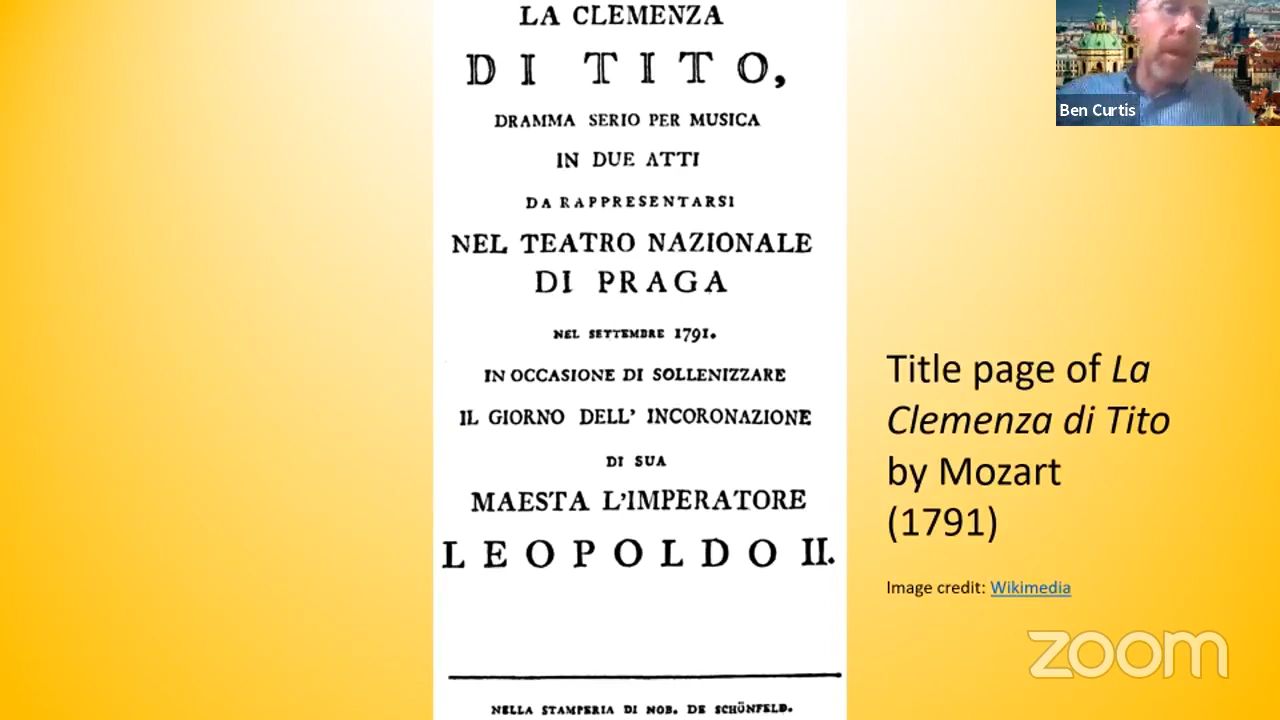 LA CLEMENZA
DI TITO,
DRAMMA SERIO PER MUSICA
IN DUE ATTI
DA RAPPRESENTARSI
NEL TEATRO NAZIONALE
DI PRAGA
NEL SETTEMBRE 1791.
IN OCCASIONE DI SOLLENIZZARE
IL GIORNO DELL' INCORONAZIONE
DI SUA
MAESTA L'IMPERATORE
LEOPOLDO II.
NELLA STAMPERIA DI NOB. DE SCHÖNFELD.
Title page of La
Clemenza di Tito
by Mozart
(1791)
Image credit: Wikimedia
Ben Curtis
zoom